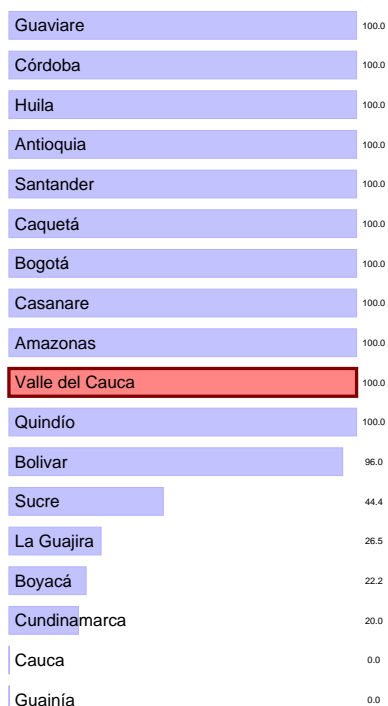 Guaviare 100.0
Córdoba 100.0
Huila 100.0
Antioquia 100.0
Santander 100.0
Caquetá 100.0
Bogotá 100.0
Casanare 100.0
Amazonas 100.0
Valle del Cauca 100.0
Quindío 100.0
Bolivar 96.0
Sucre 44.4
La Guajira 26.5
Boyacá 22.2
Cundinamarca 20.0
Cauca 0.0
Guainía 0.0